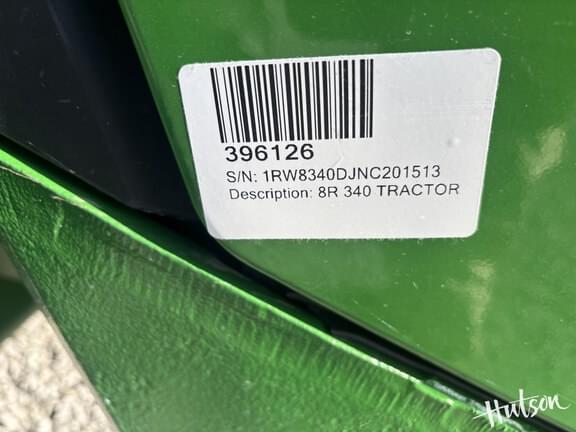 396126
S/N: 1RW8340DJNC201513
Description: 8R 340 TRACTOR
Hutson